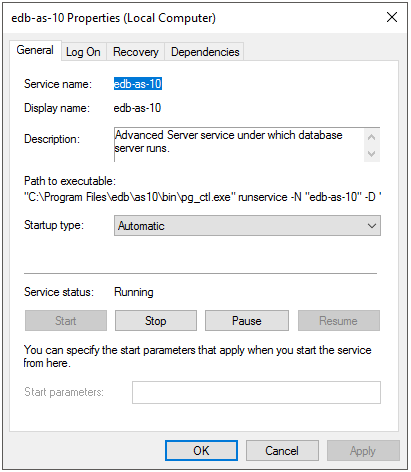 edb-as-10 Properties (Local Computer)
General Log On Recovery Dependencies
Service name: edb-as-10
Display name: edb-as-10
Description: Advanced Server service under which database
server runs.
Path to executable:
"C:\Program Files\edb\as10\bin\pg_ctl.exe" runservice -N "edb-as-10" -D "
Startup type: Automatic
Service status: Running
Start Stop Pause Resume
You can specify the start parameters that apply when you start the service
from here.
Start parameters:
OK Cancel Apply